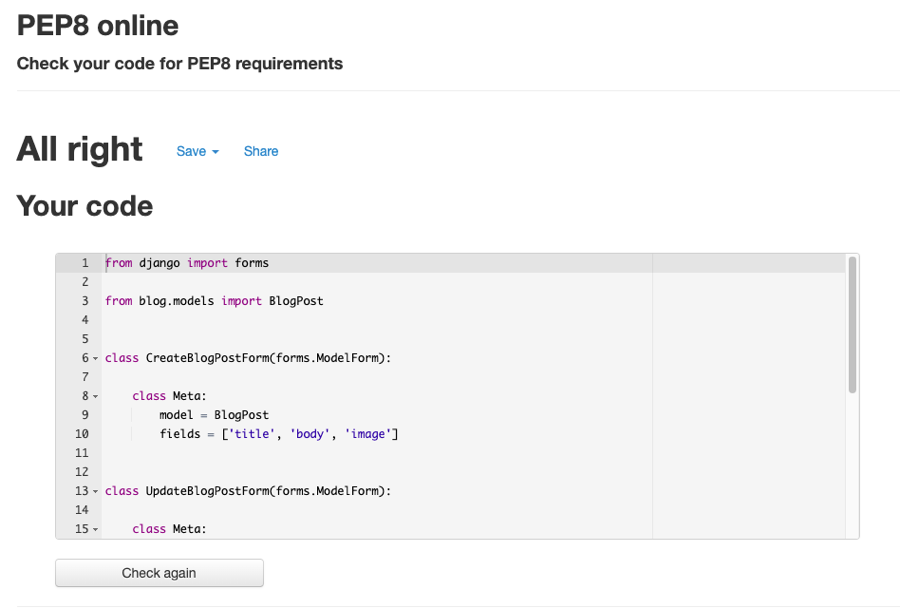 PEP8 online
Check your code for PEP8 requirements
All right Save Share
Your code
1 from django import forms
2
3 from blog.models import BlogPost
4
5
6 class CreateBlogPostForm(forms.ModelForm):
7
8     class Meta:
9         model = BlogPost
10         fields = ['title', 'body', 'image']
11
12
13 class UpdateBlogPostForm(forms.ModelForm):
14
15     class Meta:
Check again